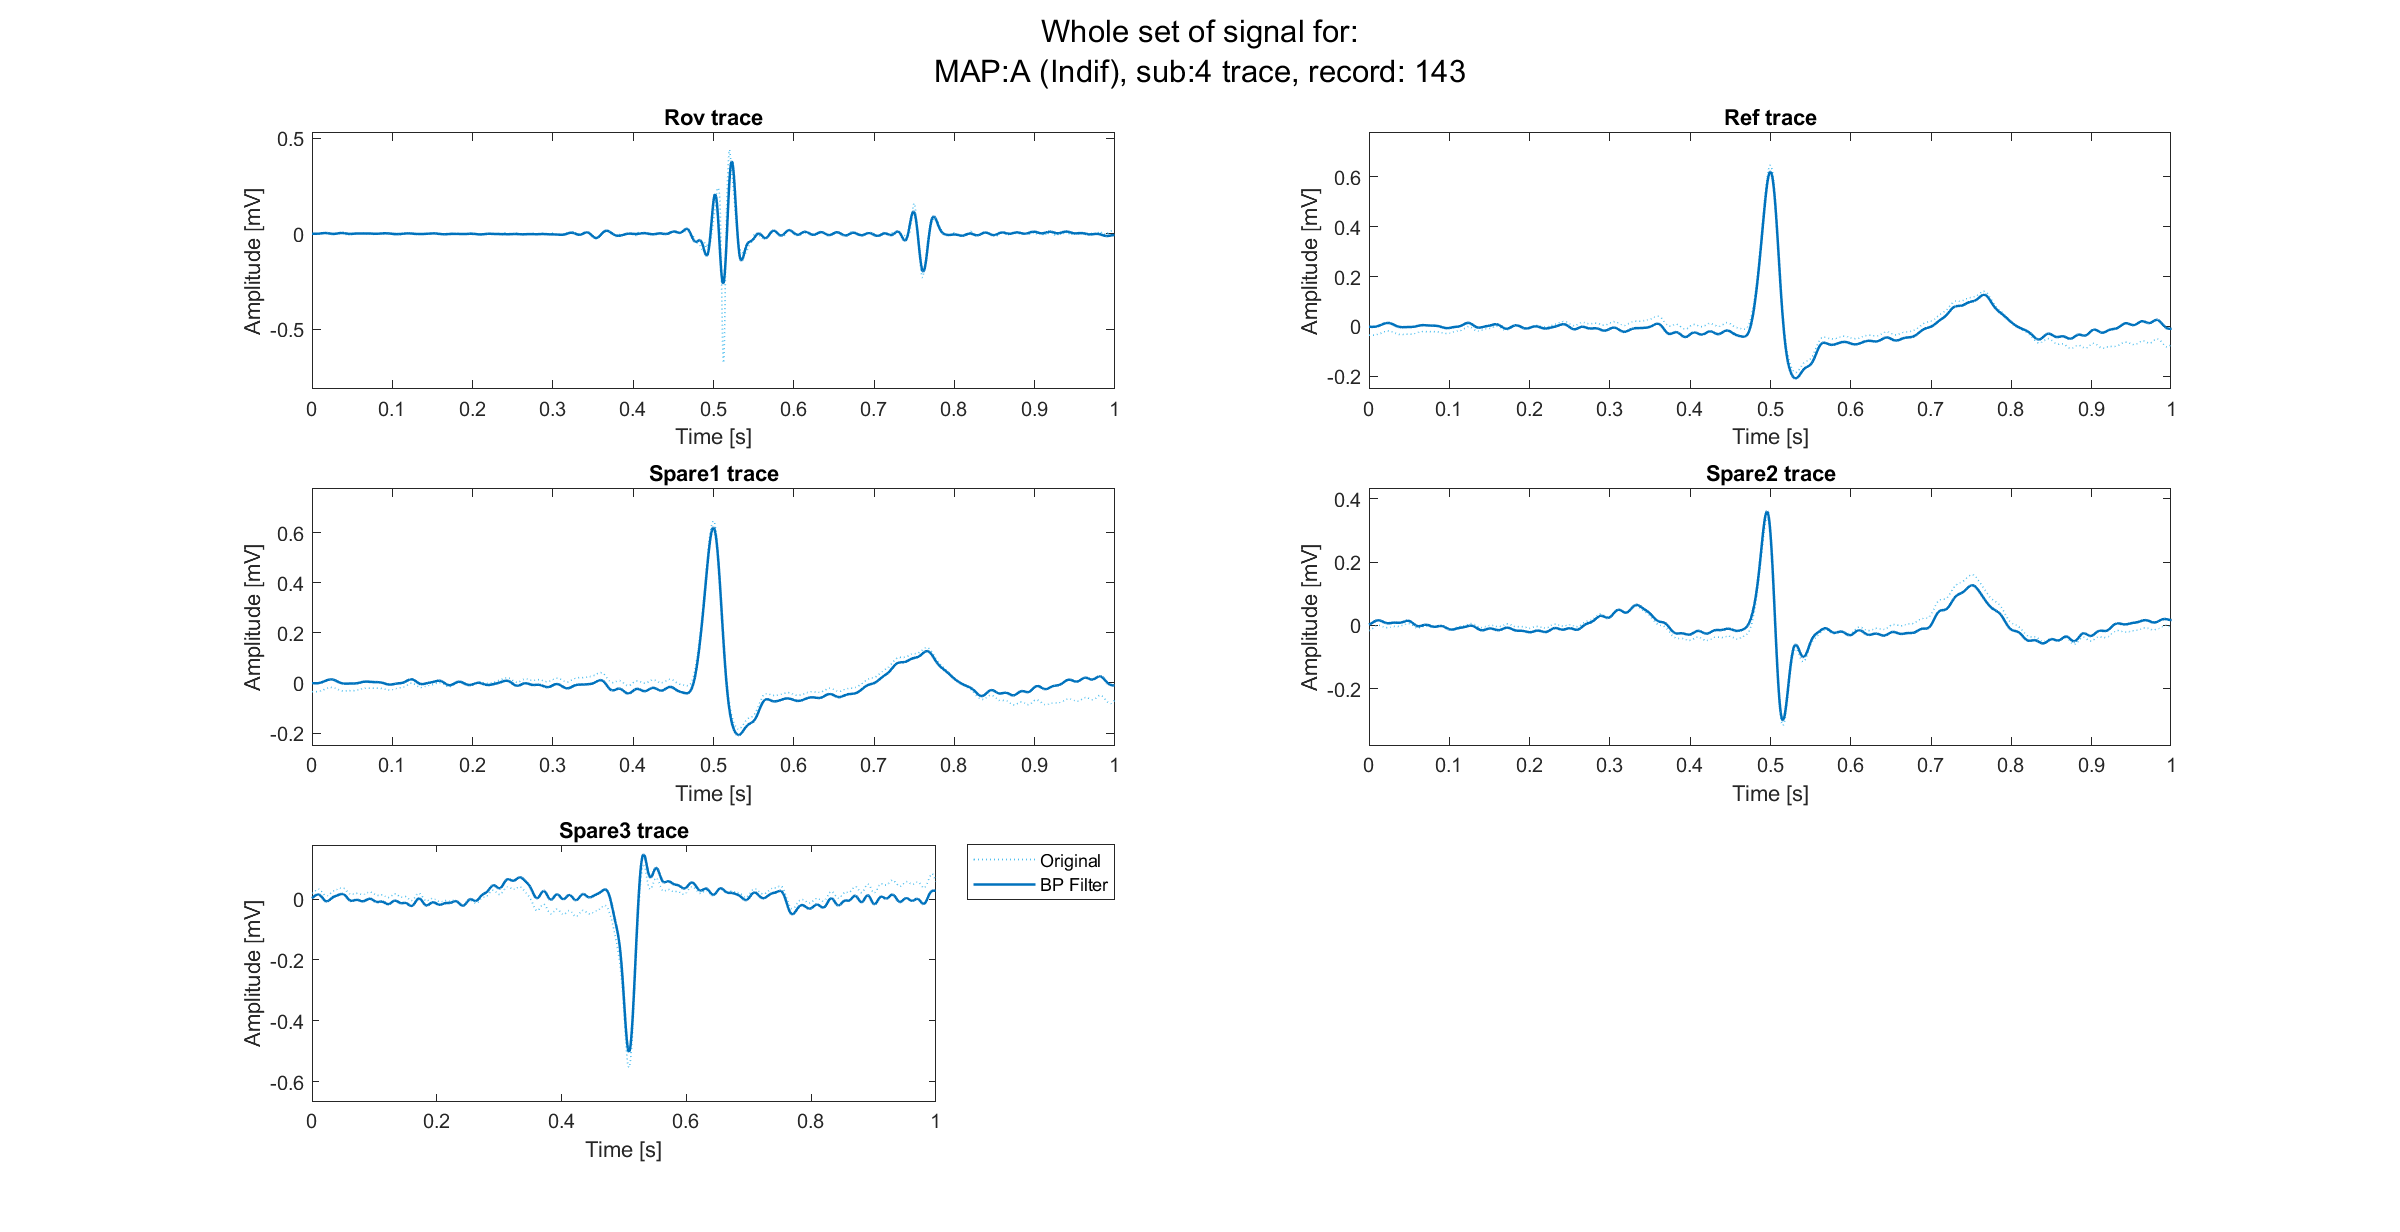 Whole set of signal for:
MAP:A (Indif), sub:4 trace, record: 143
Rov trace
0.5
0
-0.5
Amplitude [mV]
0 0.1 0.2 0.3 0.4 0.5 0.6 0.7 0.8 0.9 1
Time [s]
Ref trace
0.6
0.4
0.2
0
-0.2
Amplitude [mV]
0 0.1 0.2 0.3 0.4 0.5 0.6 0.7 0.8 0.9 1
Time [s]
Spare1 trace
0.6
0.4
0.2
0
-0.2
Amplitude [mV]
0 0.1 0.2 0.3 0.4 0.5 0.6 0.7 0.8 0.9 1
Time [s]
Spare2 trace
0.4
0.2
0
-0.2
Amplitude [mV]
0 0.1 0.2 0.3 0.4 0.5 0.6 0.7 0.8 0.9 1
Time [s]
Spare3 trace
0
-0.2
-0.4
-0.6
Amplitude [mV]
0 0.2 0.4 0.6 0.8 1
Time [s]
Original
BP Filter